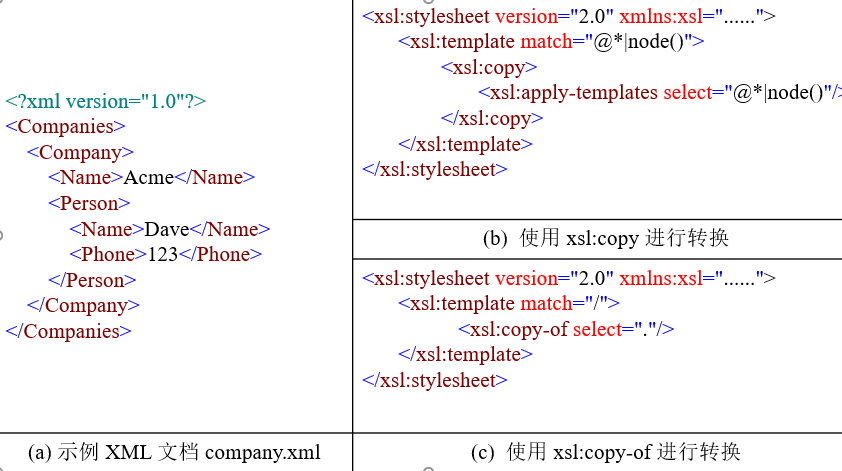 <?xml version="1.0"?>
<Companies>
<Company>
<Name>Acme</Name>
<Person>
<Name>Dave</Name>
<Phone>123</Phone>
</Person>
</Company>
</Companies>
(a) 示例 XML 文档 company.xml
<xsl:stylesheet version="2.0" xmlns:xsl="......">
<xsl:template match="@*|node()">
<xsl:copy>
<xsl:apply-templates select="@*|node()"/>
</xsl:copy>
</xsl:template>
</xsl:stylesheet>
(b) 使用 xsl:copy 进行转换
<xsl:stylesheet version="2.0" xmlns:xsl="......">
<xsl:template match="/">
<xsl:copy-of select="."/>
</xsl:template>
</xsl:stylesheet>
(c) 使用 xsl:copy-of 进行转换